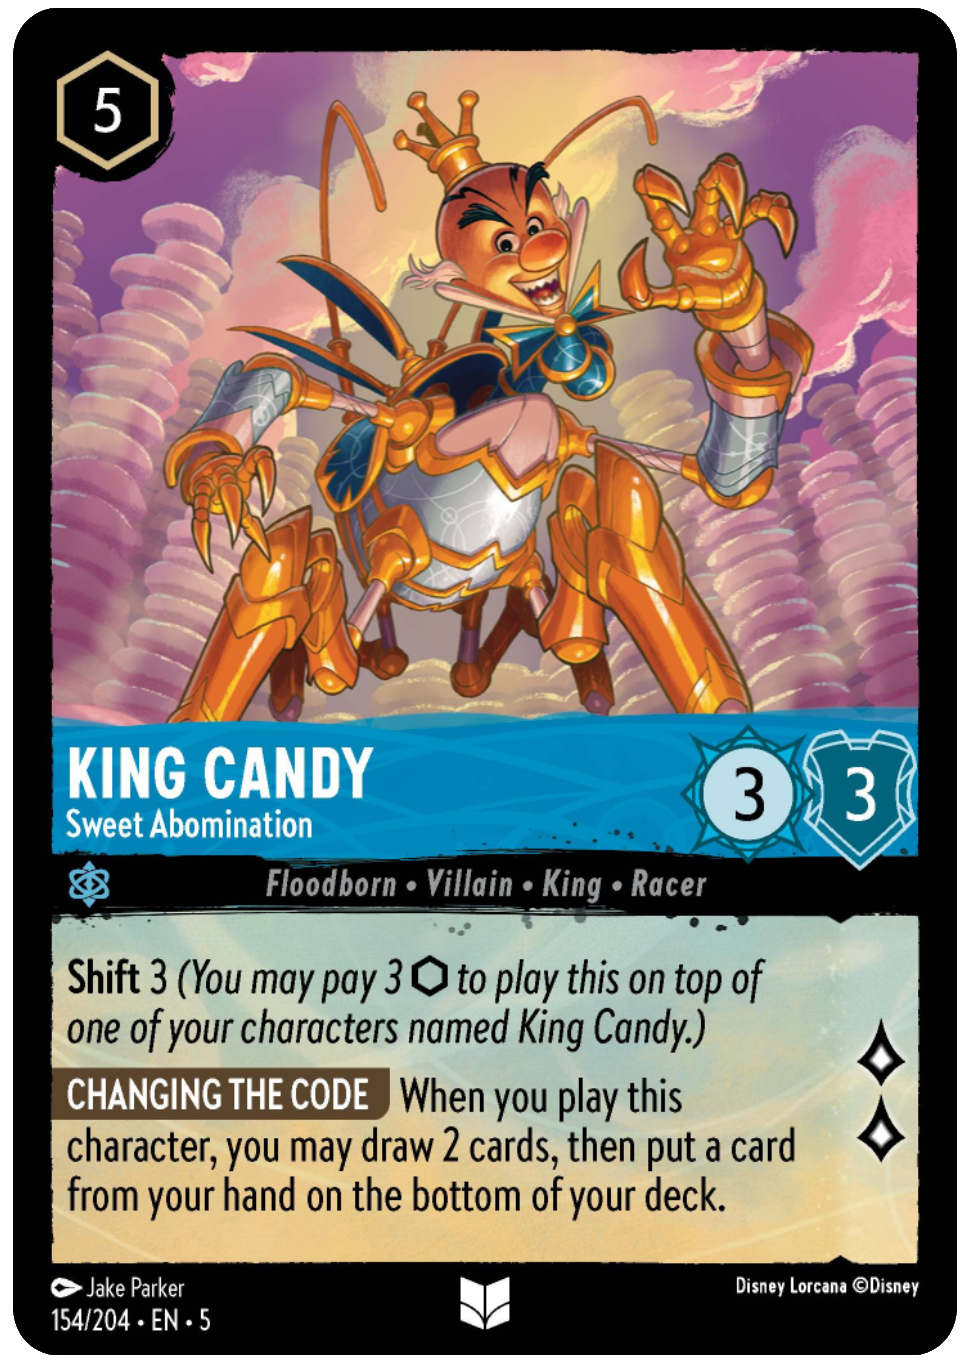 5
KING CANDY
Sweet Abomination
3
3
Floodborn • Villain • King • Racer
Shift 3 (You may pay 3 ⬡ to play this on top of
one of your characters named King Candy.)
CHANGING THE CODE When you play this
character, you may draw 2 cards, then put a card
from your hand on the bottom of your deck.
Jake Parker
154/204 • EN • 5
Disney Lorcana ©Disney